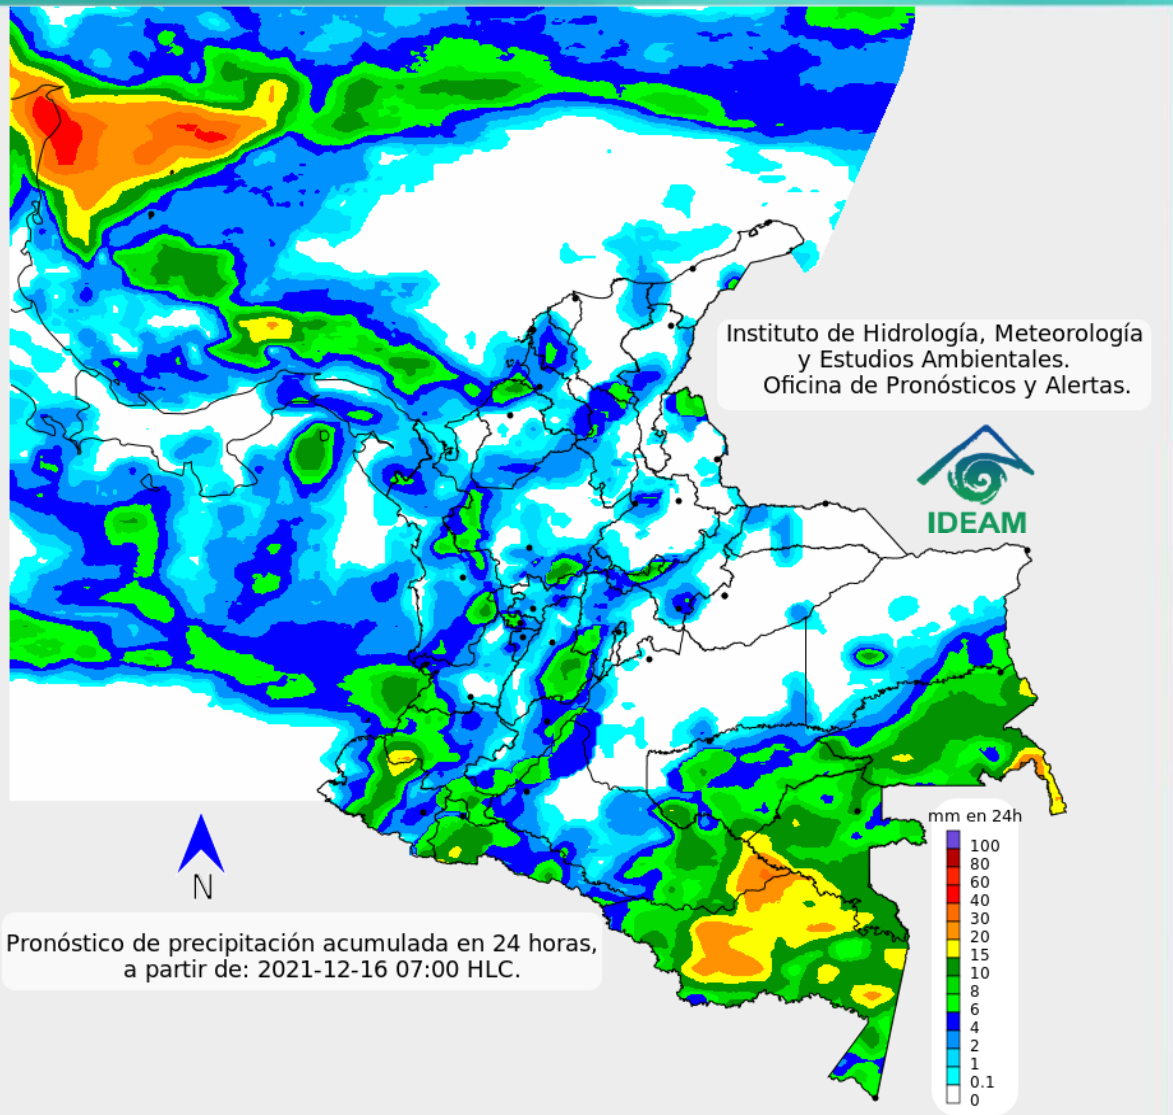 Instituto de Hidrología, Meteorología
y Estudios Ambientales.
Oficina de Pronósticos y Alertas.
IDEAM
N
Pronóstico de precipitación acumulada en 24 horas,
a partir de: 2021-12-16 07:00 HLC.
mm en 24h
100
80
60
40
30
20
15
10
8
6
4
2
1
0.1
0